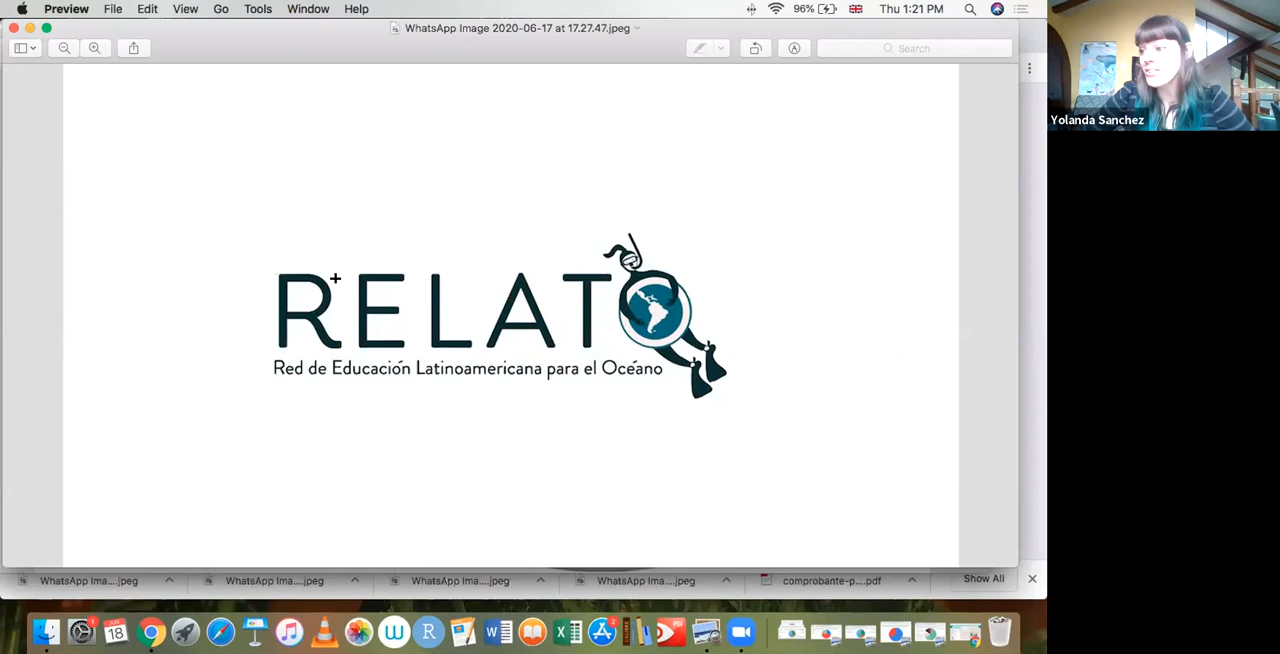 Preview File Edit View Go Tools Window Help 96% Thu 1:21 PM
WhatsApp Image 2020-06-17 at 17.27.47.jpeg
Search
Yolanda Sanchez
RELATO
Red de Educación Latinoamericana para el Océano
WhatsApp Ima....jpeg WhatsApp Ima....jpeg WhatsApp Ima....jpeg WhatsApp Ima....jpeg comprobante-p....pdf Show All